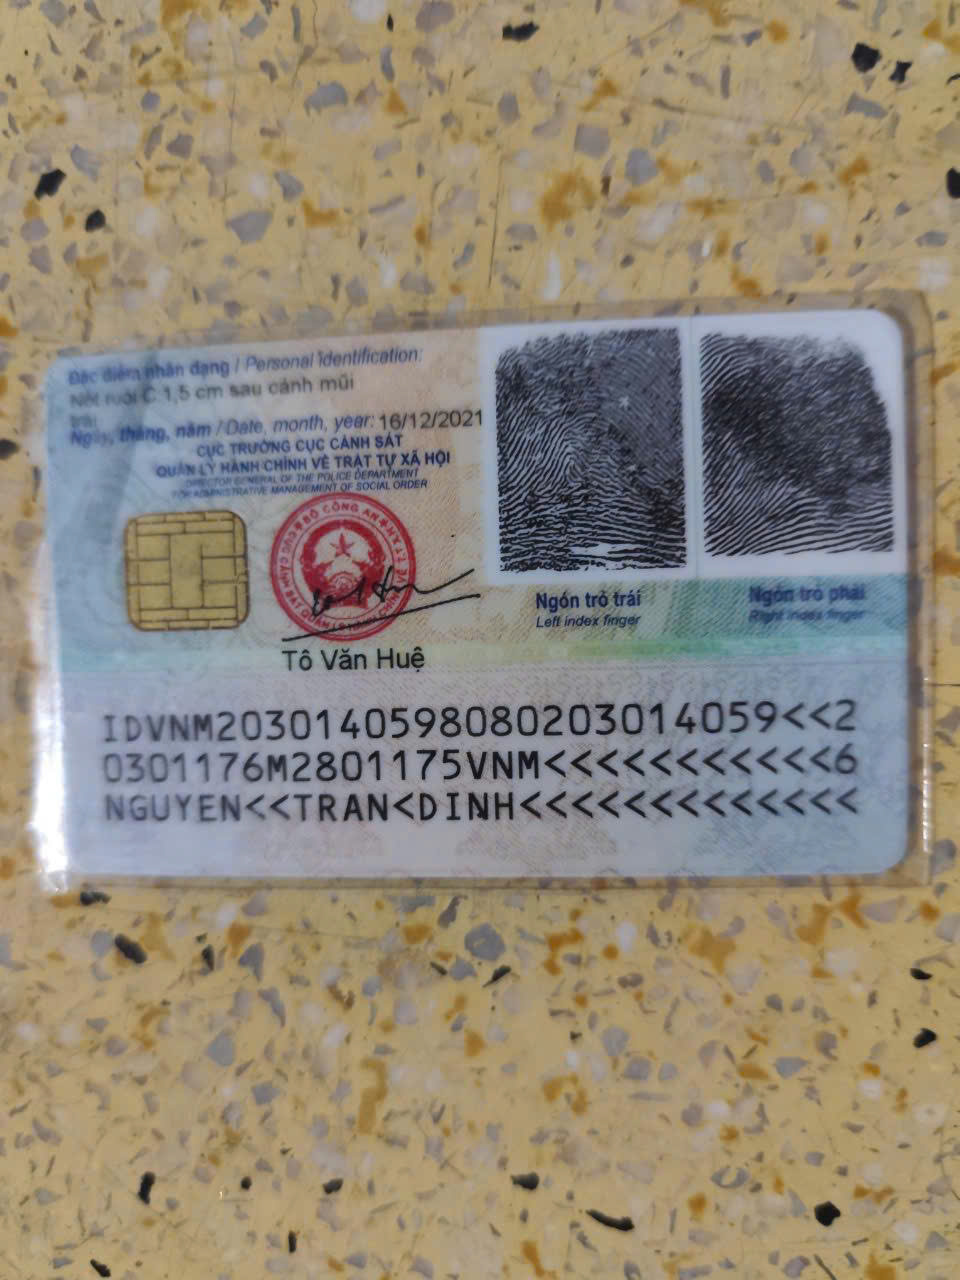 Đặc điểm nhân dạng / Personal identification:
Nốt ruồi C 1,5 cm sau cánh mũi
trái
Ngày, tháng, năm / Date, month, year: 16/12/2021
CỤC TRƯỞNG CỤC CẢNH SÁT
QUẢN LÝ HÀNH CHÍNH VỀ TRẬT TỰ XÃ HỘI
DIRECTOR GENERAL OF THE POLICE DEPARTMENT
FOR ADMINISTRATIVE MANAGEMENT OF SOCIAL ORDER
BỘ CÔNG AN
Tô Văn Huệ
Ngón trỏ trái
Left index finger
Ngón trỏ phải
Right index finger
IDVNM2030140598080203014059<<2
0301176M2801175VNM<<<<<<<<<<<6
NGUYEN<<TRAN<DINH<<<<<<<<<<<<<